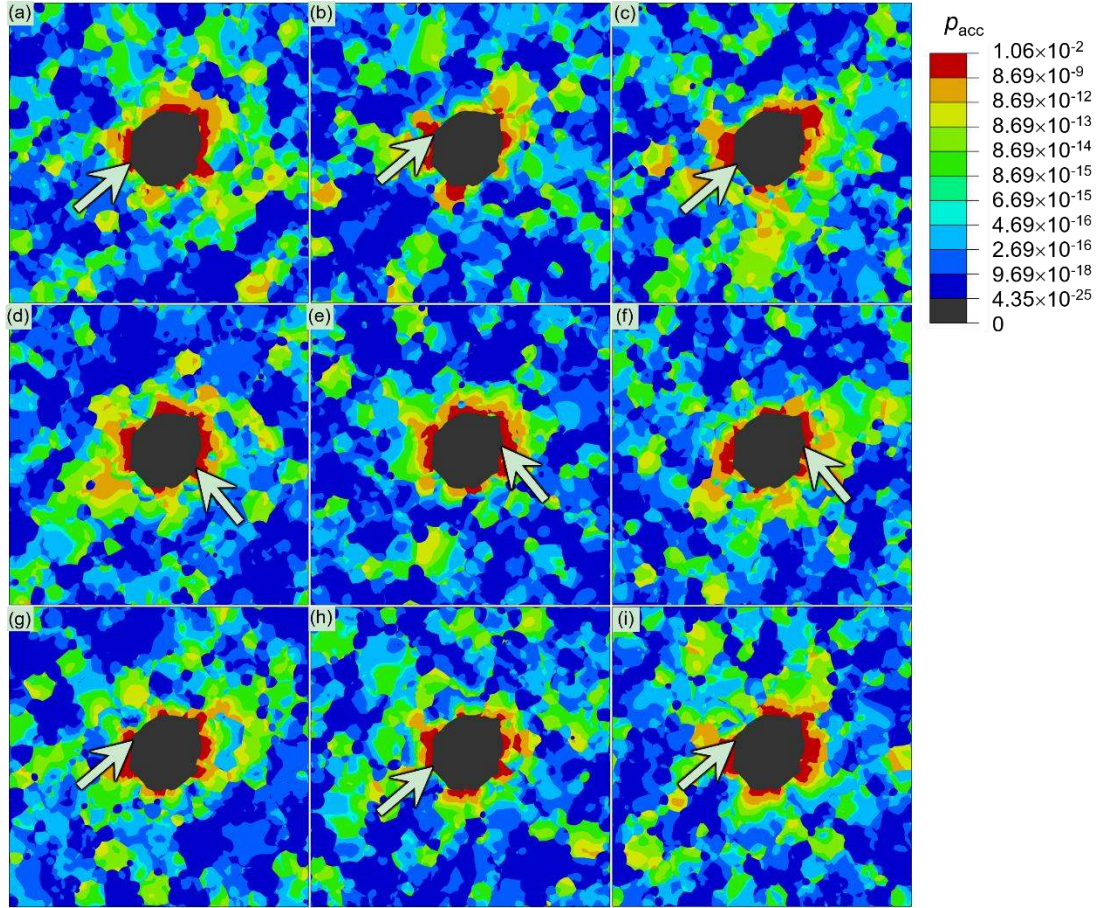 (a)
(b)
(c)
(d)
(e)
(f)
(g)
(h)
(i)
pacc
1.06×10-2
8.69×10-9
8.69×10-12
8.69×10-13
8.69×10-14
8.69×10-15
6.69×10-15
4.69×10-16
2.69×10-16
9.69×10-18
4.35×10-25
0